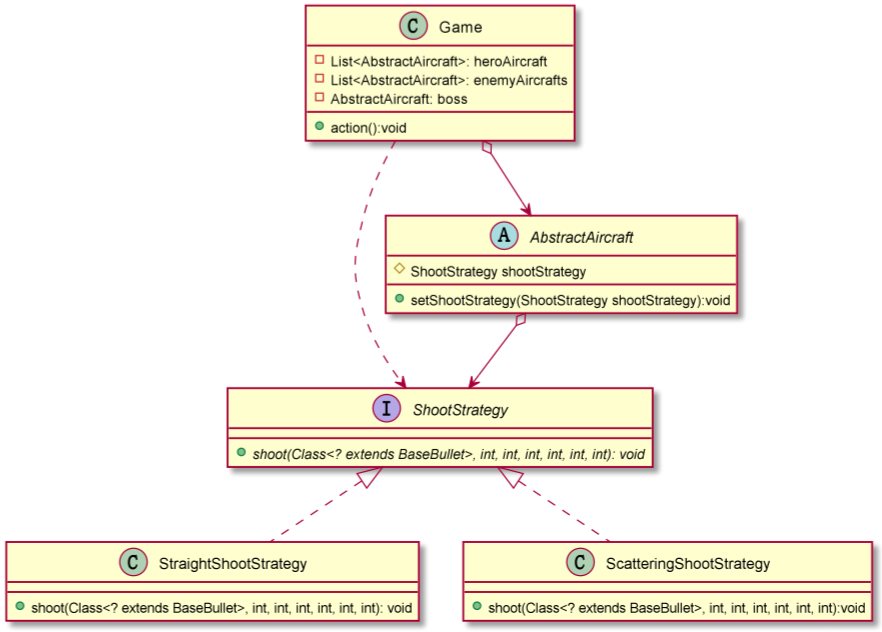 C Game
List<AbstractAircraft>: heroAircraft
List<AbstractAircraft>: enemyAircrafts
AbstractAircraft: boss
action():void
A AbstractAircraft
ShootStrategy shootStrategy
setShootStrategy(ShootStrategy shootStrategy):void
I ShootStrategy
shoot(Class<? extends BaseBullet>, int, int, int, int, int, int): void
C StraightShootStrategy
shoot(Class<? extends BaseBullet>, int, int, int, int, int, int): void
C ScatteringShootStrategy
shoot(Class<? extends BaseBullet>, int, int, int, int, int, int):void